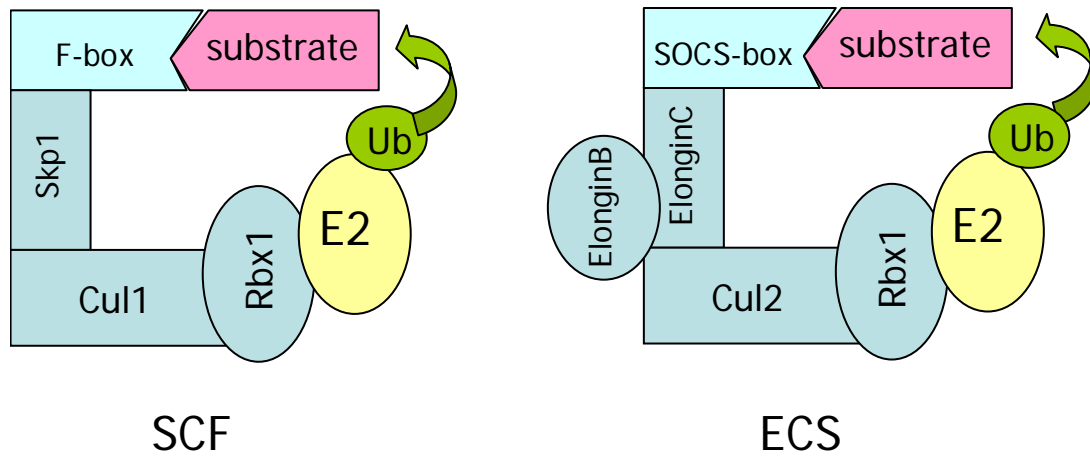 F-box
substrate
Ub
Skp1
E2
Rbx1
Cul1
SCF
SOCS-box
substrate
Ub
ElonginB
ElonginC
E2
Rbx1
Cul2
ECS